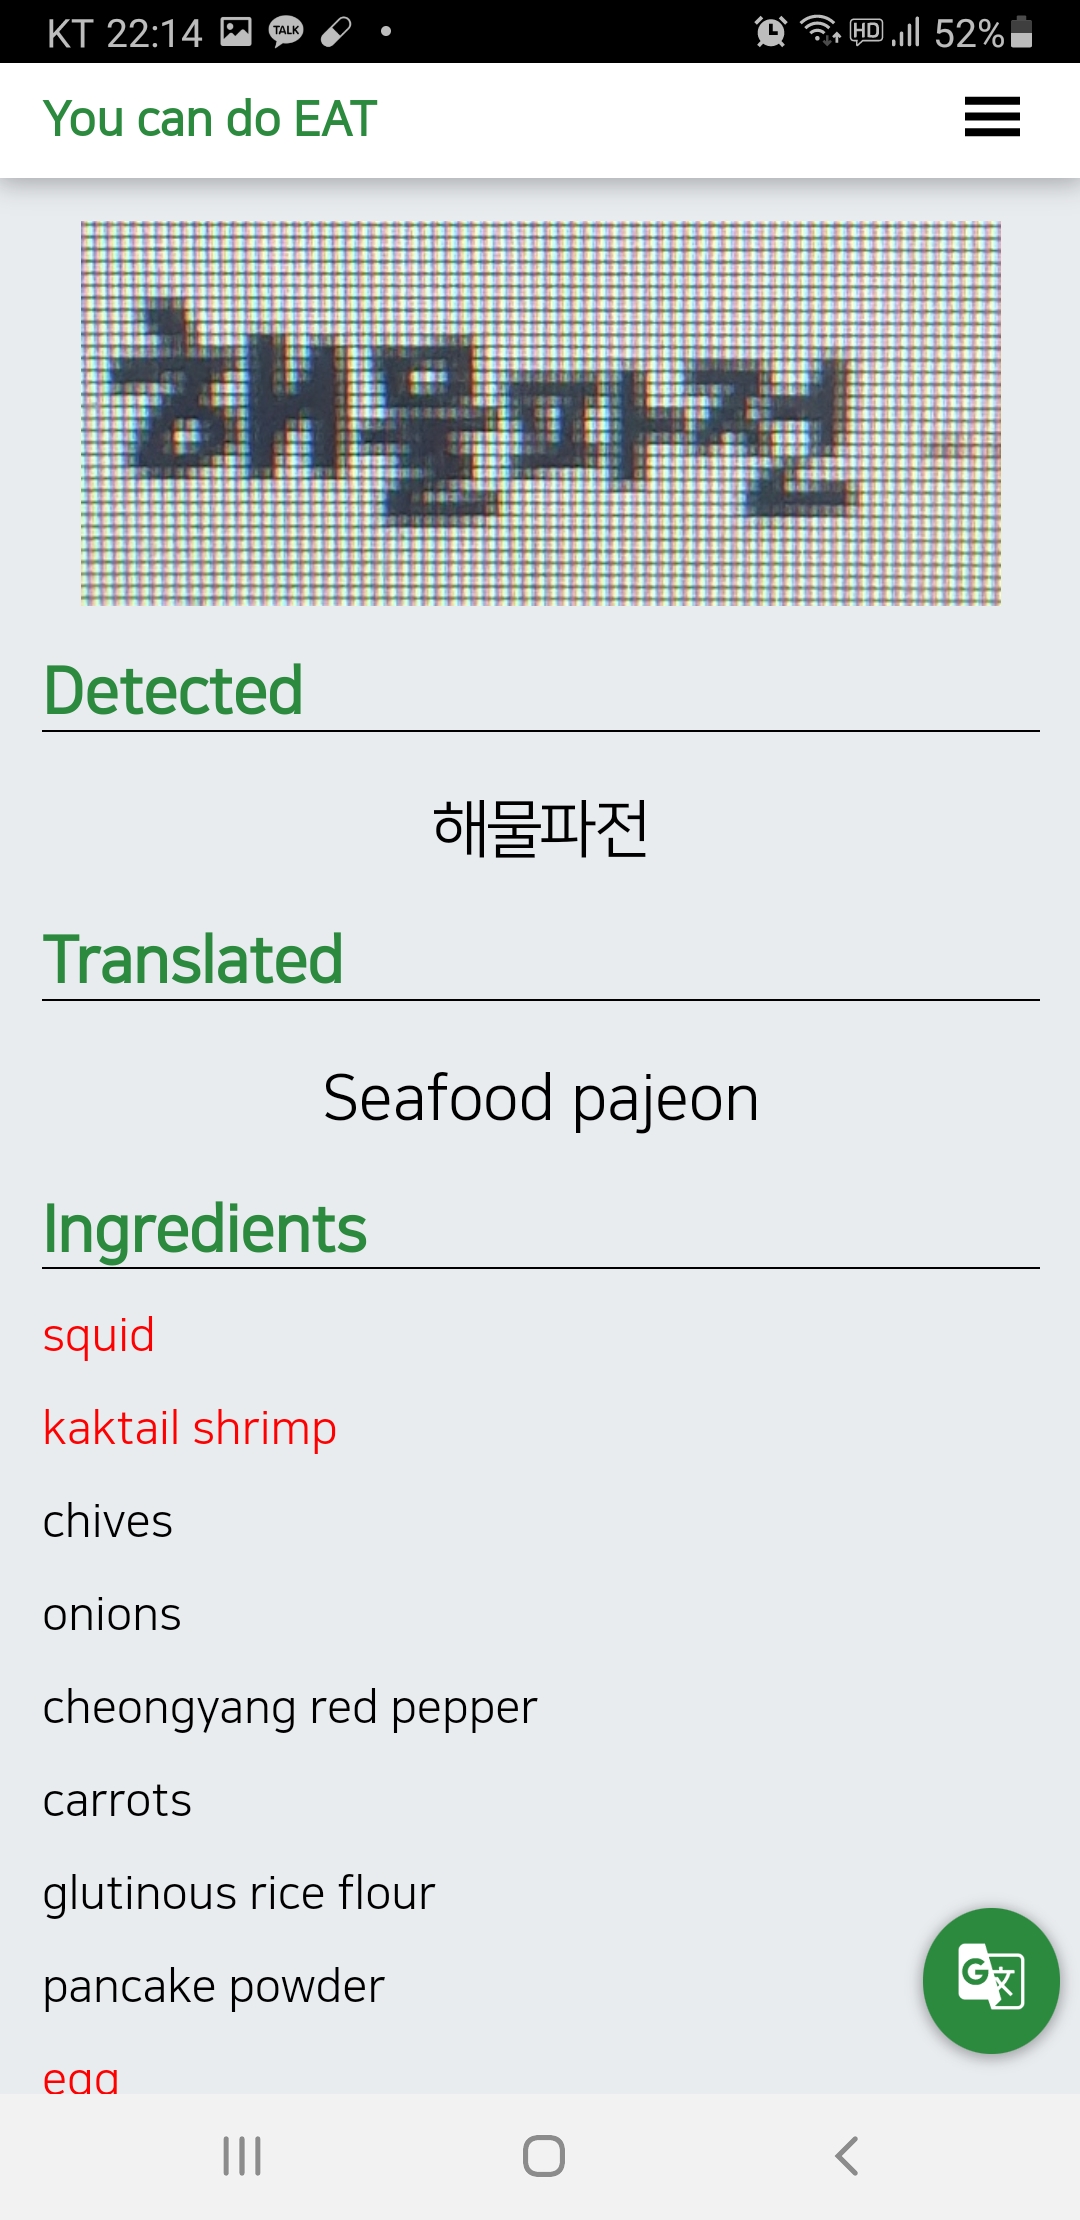 KT 22:14 TALK HD 52%
You can do EAT
해물파전
Detected
해물파전
Translated
Seafood pajeon
Ingredients
squid
kaktail shrimp
chives
onions
cheongyang red pepper
carrots
glutinous rice flour
pancake powder
egg